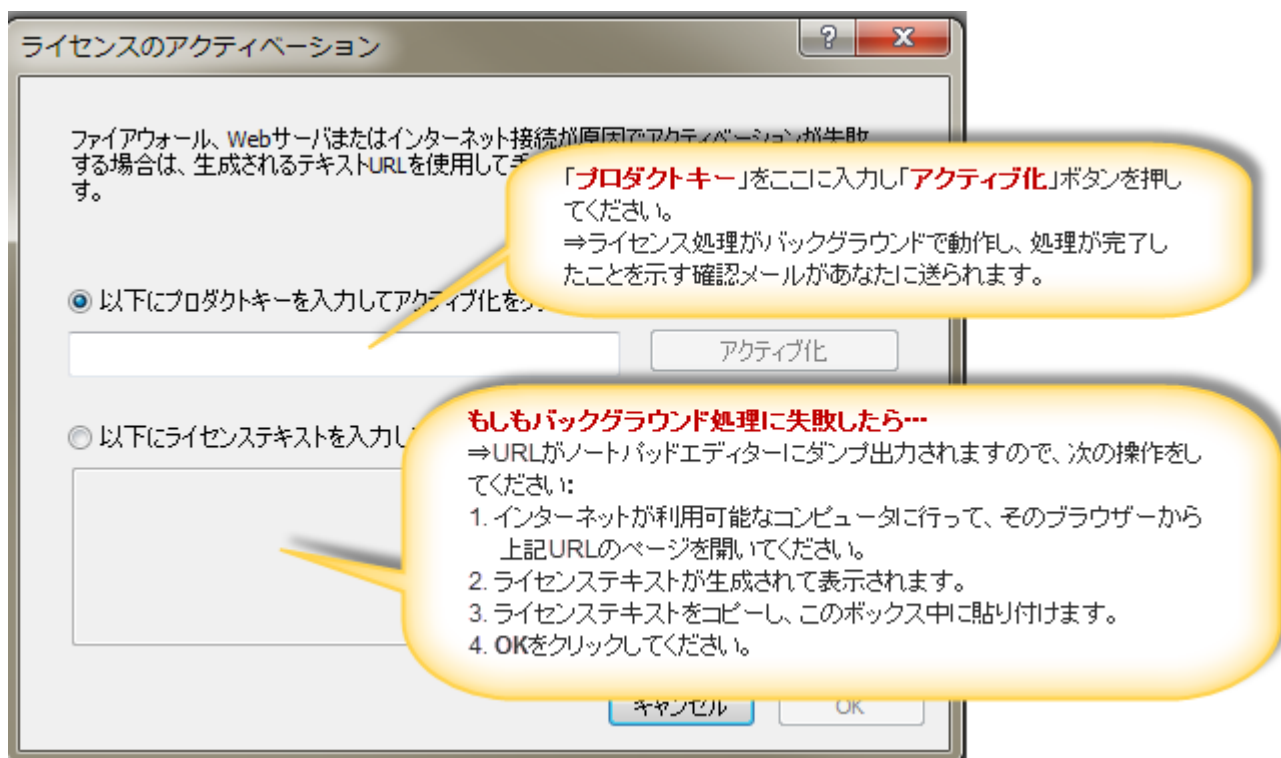 ライセンスのアクティベーション
ファイアウォール、Webサーバまたはインターネット接続が原因でアクティベーションが失敗
する場合は、生成されるテキストURLを使用して
す。
「プロダクトキー」をここに入力し「アクティブ化」ボタンを押し
てください。
⇒ライセンス処理がバックグラウンドで動作し、処理が完了し
たことを示す確認メールがあなたに送られます。
以下にプロダクトキーを入力してアクティブ化を
アクティブ化
以下にライセンステキストを入力し
もしもバックグラウンド処理に失敗したら…
⇒URLがノートパッドエディターにダンプ出力されますので、次の操作をし
てください:
1. インターネットが利用可能なコンピュータに行って、そのブラウザーから
上記URLのページを開いてください。
2. ライセンステキストが生成されて表示されます。
3. ライセンステキストをコピーし、このボックス中に貼り付けます。
4. OKをクリックしてください。
キャンセル
OK